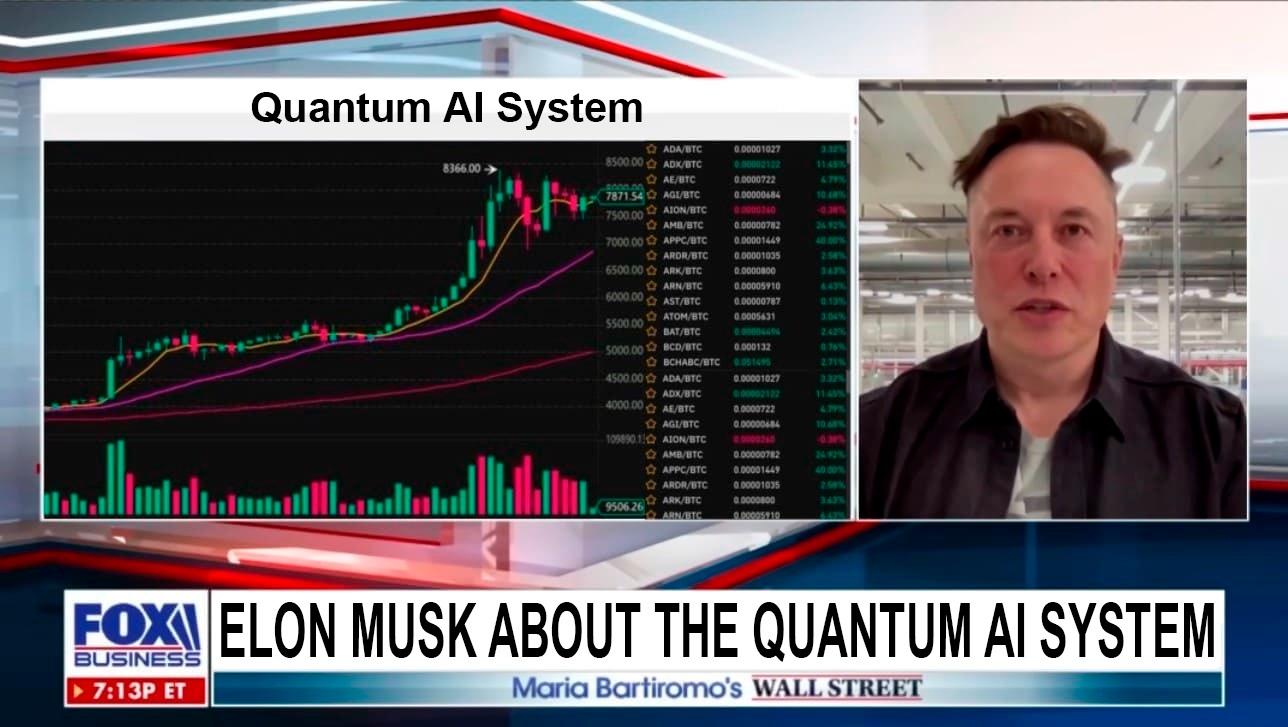 Quantum AI System
8366.00
8500.00
8000.00
7871.54
7500.00
7000.00
6500.00
6000.00
5500.00
5000.00
4500.00
4000.00
109890.1
9506.26
ADA/BTC 0.00001027 3.32%
ADX/BTC 0.00002122 11.45%
AE/BTC 0.0000722 4.79%
AGI/BTC 0.00000684 10.68%
AION/BTC 0.0000260 -0.38%
AMB/BTC 0.00000782 24.92%
APPC/BTC 0.00001449 40.00%
ARDR/BTC 0.00001035 2.58%
ARK/BTC 0.0000800 3.63%
ARN/BTC 0.00005910 6.43%
AST/BTC 0.00000787 0.13%
ATOM/BTC 0.0005631 3.04%
BAT/BTC 0.00004494 2.42%
BCD/BTC 0.000132 0.76%
BCHABC/BTC 0.051495 2.71%
ADA/BTC 0.00001027 3.32%
ADX/BTC 0.00002122 11.45%
AE/BTC 0.0000722 4.79%
AGI/BTC 0.00000684 10.68%
AION/BTC 0.0000260 -0.38%
AMB/BTC 0.00000782 24.92%
APPC/BTC 0.00001449 40.00%
ARDR/BTC 0.00001035 2.58%
ARK/BTC 0.0000800 3.63%
ARN/BTC 0.00005910 6.43%
FOX
BUSINESS
7:13P ET
ELON MUSK ABOUT THE QUANTUM AI SYSTEM
Maria Bartiromo's WALL STREET